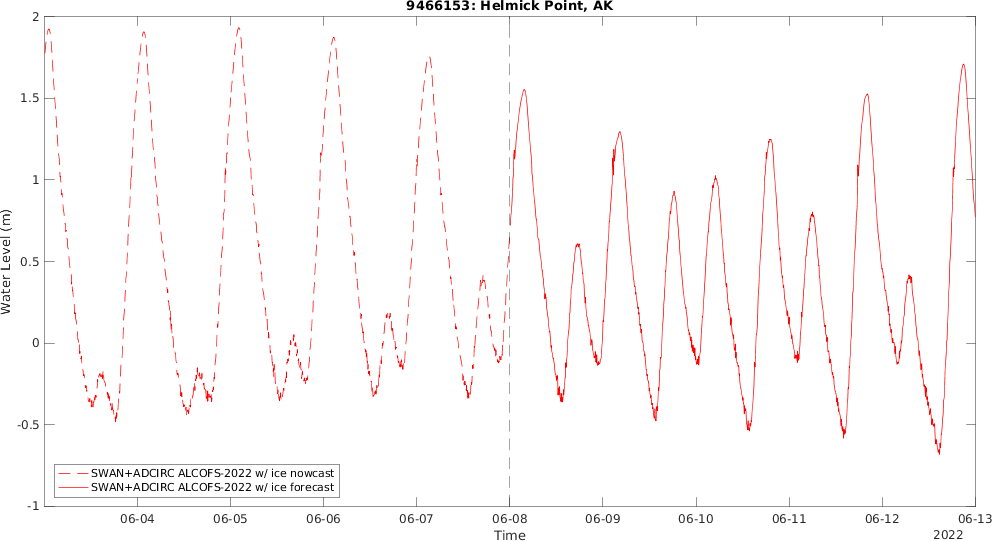 9466153: Helmick Point, AK
2
1.5
1
0.5
0
-0.5
-1
Water Level (m)
SWAN+ADCIRC ALCOFS-2022 w/ ice nowcast
SWAN+ADCIRC ALCOFS-2022 w/ ice forecast
06-04 06-05 06-06 06-07 06-08 06-09 06-10 06-11 06-12 06-13
Time
2022